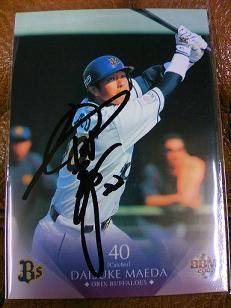 40
(Catcher)
DAISUKE MAEDA
ORIX BUFFALOES
Bs
BBM